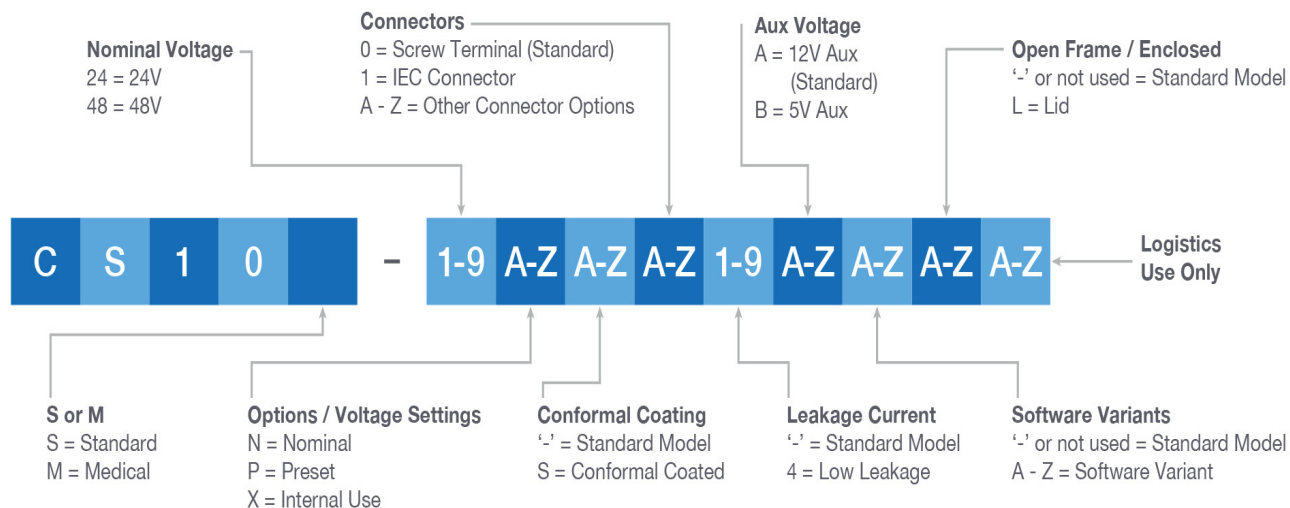 Nominal Voltage
24 = 24V
48 = 48V
Connectors
0 = Screw Terminal (Standard)
1 = IEC Connector
A - Z = Other Connector Options
Aux Voltage
A = 12V Aux
(Standard)
B = 5V Aux
Open Frame / Enclosed
‘-’ or not used = Standard Model
L = Lid
C S 1 0 - 1-9 A-Z A-Z A-Z 1-9 A-Z A-Z A-Z A-Z
Logistics
Use Only
S or M
S = Standard
M = Medical
Options / Voltage Settings
N = Nominal
P = Preset
X = Internal Use
Conformal Coating
‘-’ = Standard Model
S = Conformal Coated
Leakage Current
‘-’ = Standard Model
4 = Low Leakage
Software Variants
‘-’ or not used = Standard Model
A - Z = Software Variant